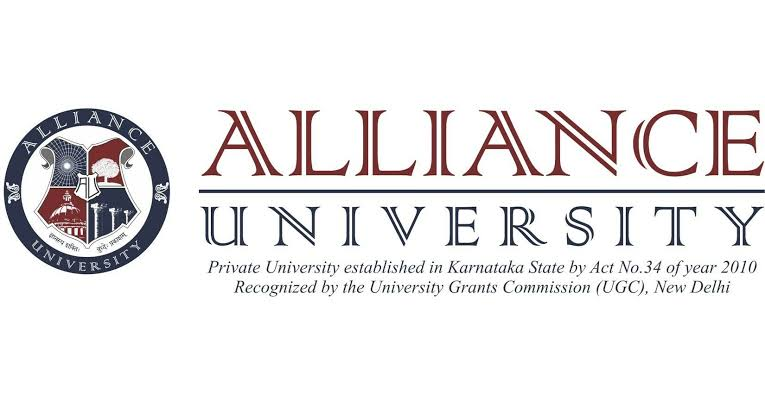 ALLIANCE
UNIVERSITY
ALLIANCE
UNIVERSITY
Private University established in Karnataka State by Act No.34 of year 2010
Recognized by the University Grants Commission (UGC), New Delhi